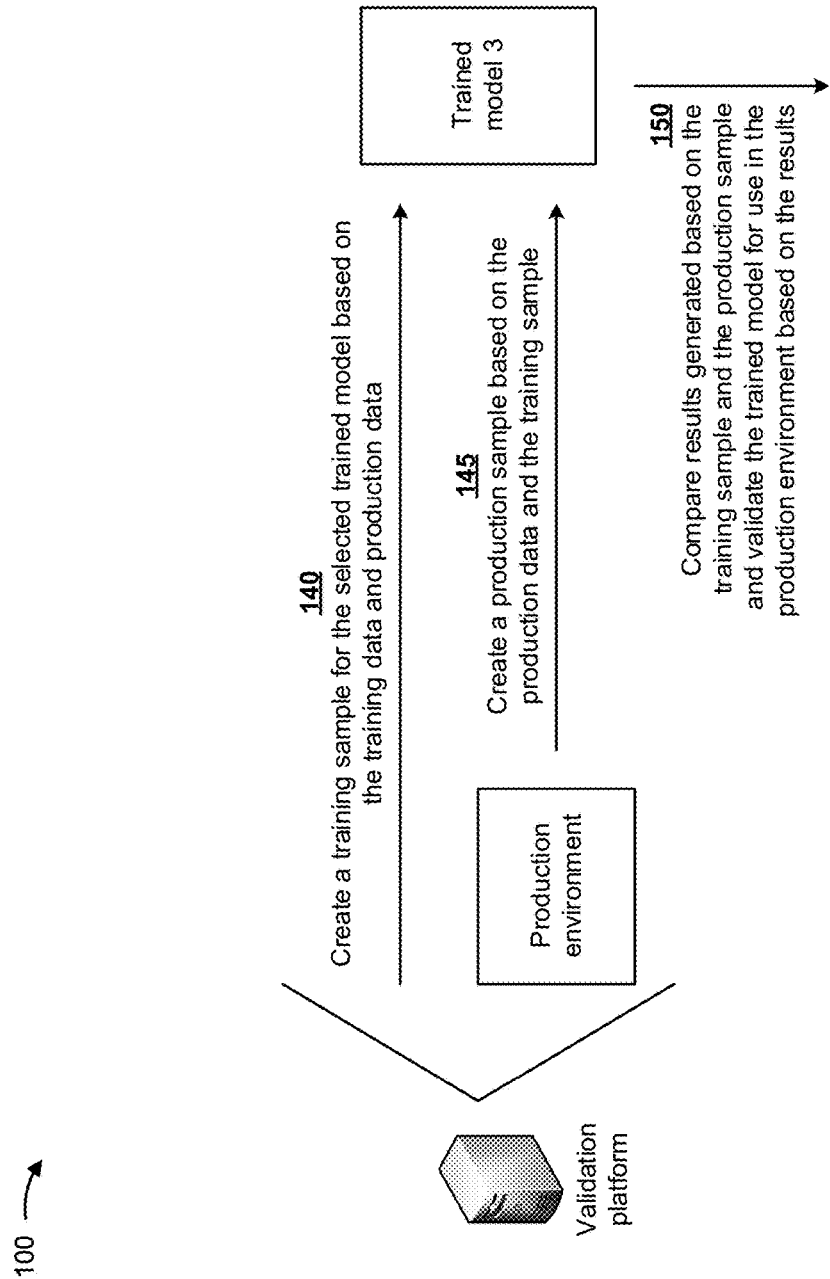 100
140
Create a training sample for the selected trained model based on
the training data and production data
Trained
model 3
145
Create a production sample based on the
production data and the training sample
Production
environment
Validation
platform
150
Compare results generated based on the
training sample and the production sample
and validate the trained model for use in the
production environment based on the results